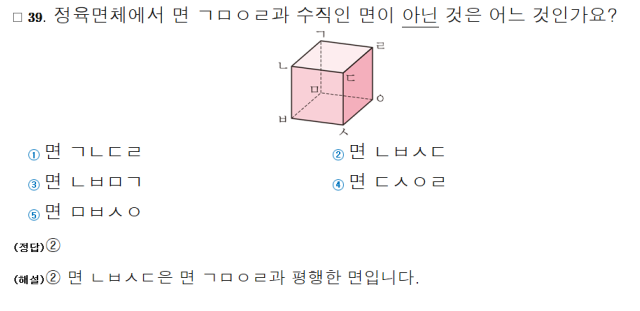 □ 39. 정육면체에서 면 ㄱㅁㅇㄹ과 수직인 면이 아닌 것은 어느 것인가요?
ㄱ
ㄹ
ㄴ
ㄷ
ㅁ
ㅇ
ㅂ
ㅅ
① 면 ㄱㄴㄷㄹ ② 면 ㄴㅂㅅㄷ
③ 면 ㄴㅂㅁㄱ ④ 면 ㄷㅅㅇㄹ
⑤ 면 ㅁㅂㅅㅇ
(정답)②
(해설)② 면 ㄴㅂㅅㄷ은 면 ㄱㅁㅇㄹ과 평행한 면입니다.